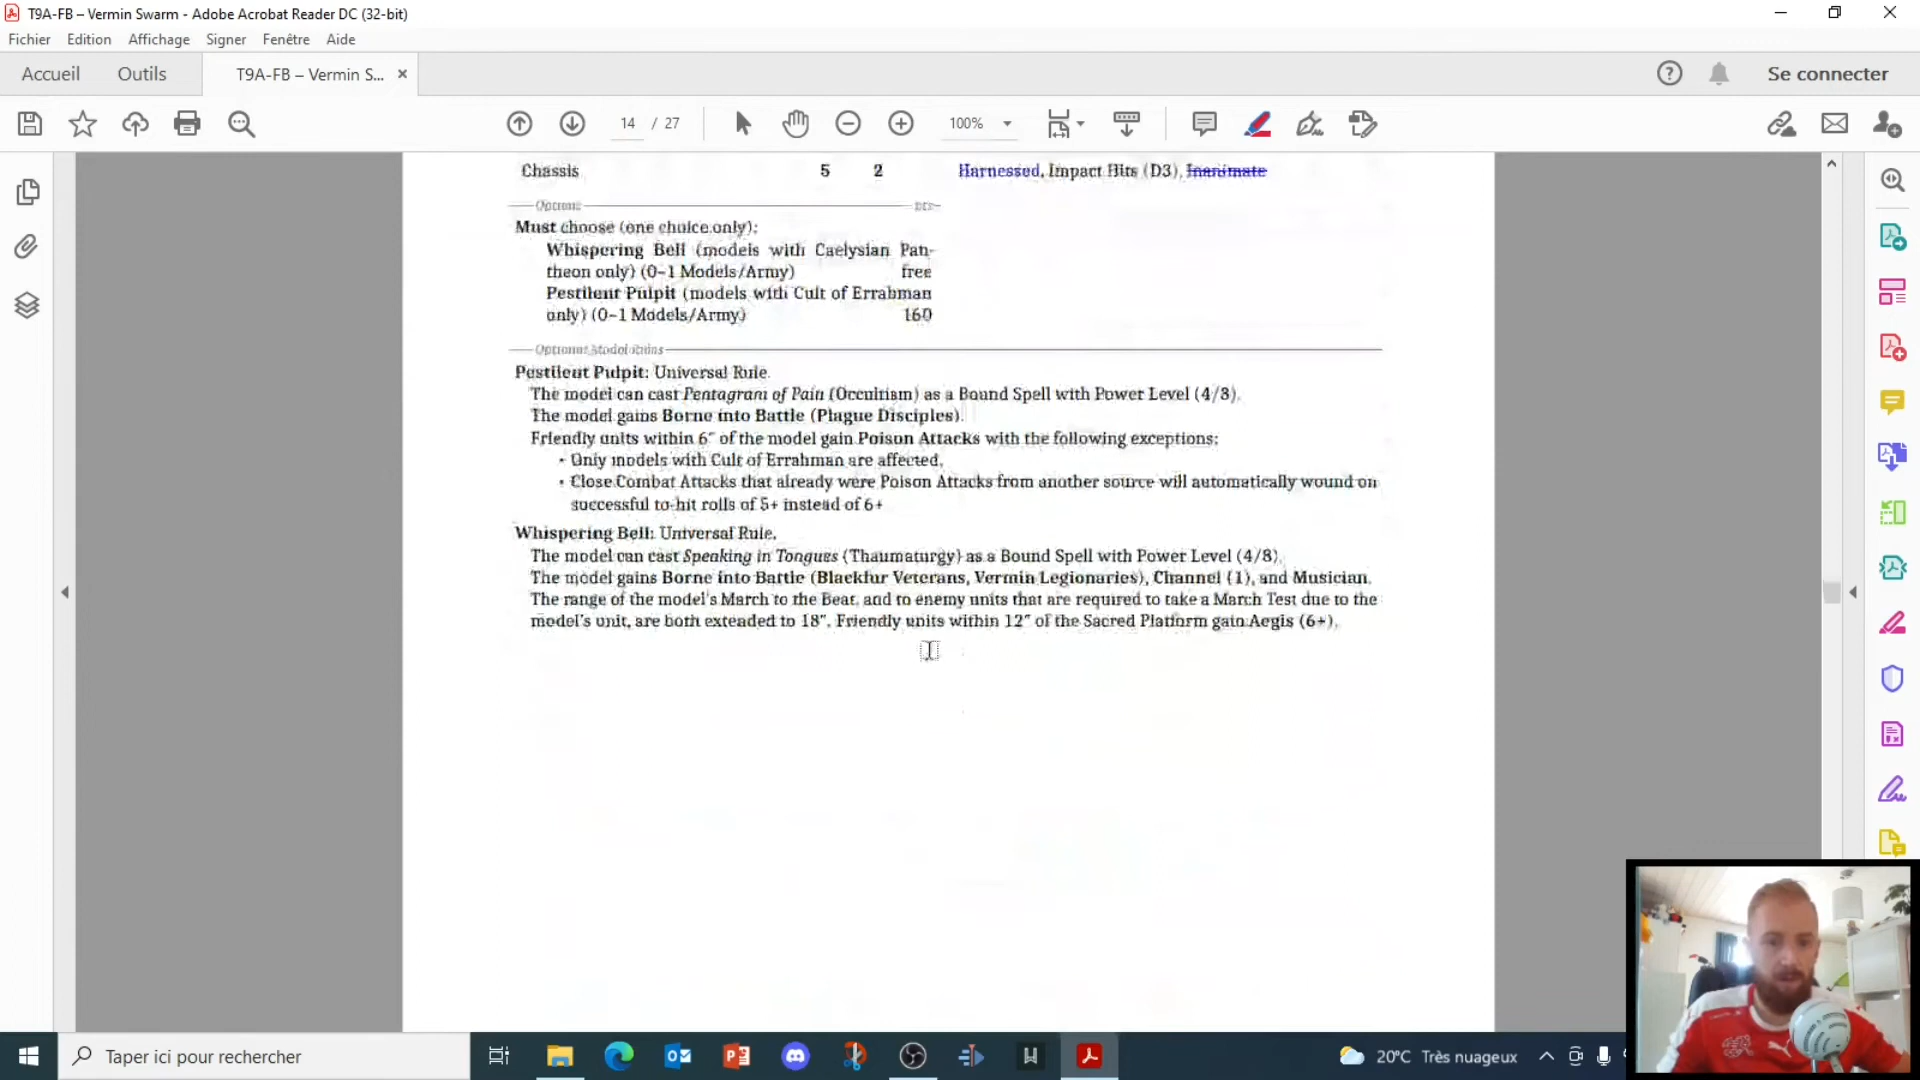 T9A-FB – Vermin Swarm - Adobe Acrobat Reader DC (32-bit)
Fichier Edition Affichage Signer Fenêtre Aide
Accueil Outils T9A-FB – Vermin S... Se connecter
14 / 27 100%
Chassis 5 2 Harnessed, Impact Hits (D3), Inanimate
Options pts
Must choose (one choice only):
Whispering Bell (models with Caelysian Pan-
theon only) (0–1 Models/Army) free
Pestilent Pulpit (models with Cult of Errahman
only) (0–1 Models/Army) 160
Optional Model Rules
Pestilent Pulpit: Universal Rule.
The model can cast Pentagram of Pain (Occultism) as a Bound Spell with Power Level (4/8).
The model gains Borne into Battle (Plague Disciples).
Friendly units within 6″ of the model gain Poison Attacks with the following exceptions:
• Only models with Cult of Errahman are affected.
• Close Combat Attacks that already were Poison Attacks from another source will automatically wound on
successful to-hit rolls of 5+ instead of 6+
Whispering Bell: Universal Rule.
The model can cast Speaking in Tongues (Thaumaturgy) as a Bound Spell with Power Level (4/8).
The model gains Borne into Battle (Blackfur Veterans, Vermin Legionaries), Channel (1), and Musician.
The range of the model's March to the Beat, and to enemy units that are required to take a March Test due to the
model's unit, are both extended to 18″. Friendly units within 12″ of the Sacred Platform gain Aegis (6+).
Taper ici pour rechercher
20°C Très nuageux